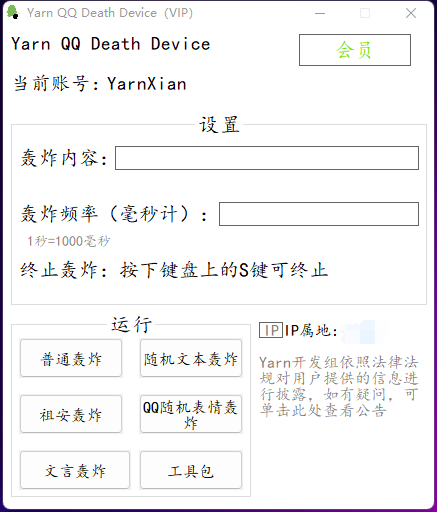 Yarn QQ Death Device (VIP)
Yarn QQ Death Device
会员
当前账号：YarnXian
设置
轰炸内容：
轰炸频率（毫秒计）：
1秒=1000毫秒
终止轰炸：按下键盘上的S键可终止
运行
普通轰炸
随机文本轰炸
祖安轰炸
QQ随机表情轰
炸
文言轰炸
工具包
IP IP属地：
Yarn开发组依照法律法
规对用户提供的信息进
行披露，如有疑问，可
单击此处查看公告